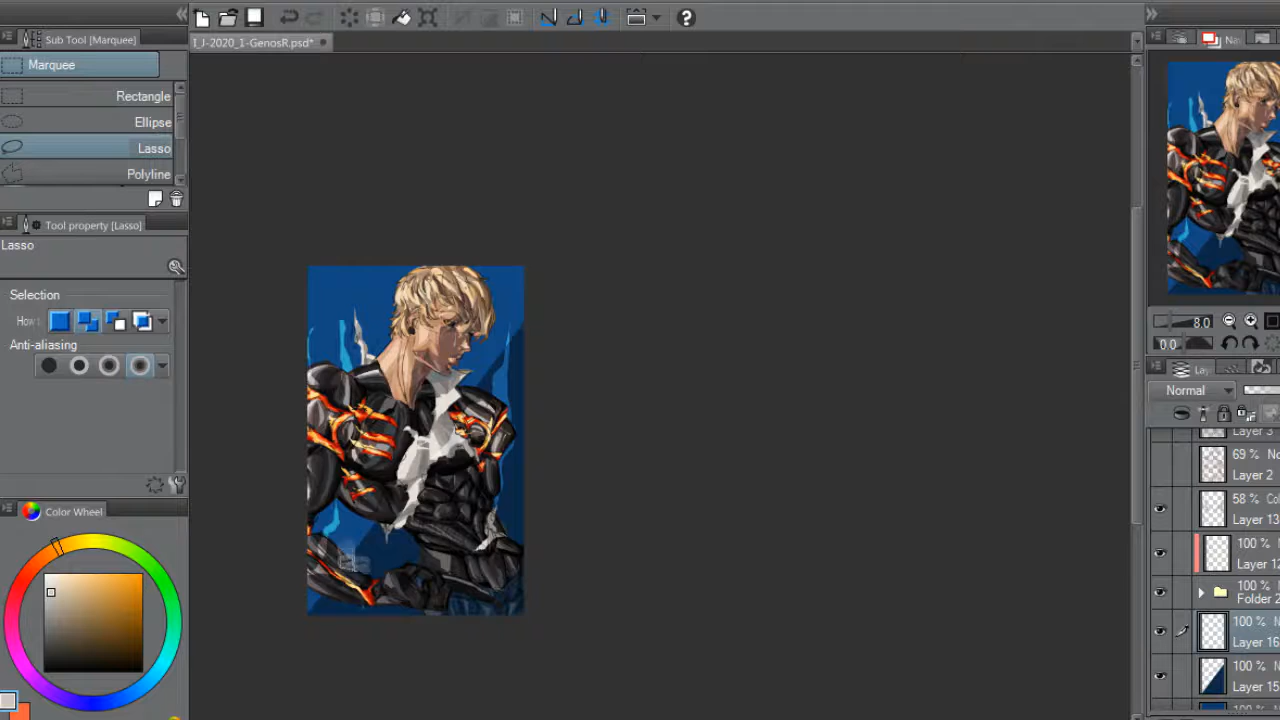 Sub Tool [Marquee]
I_J-2020_1-GenosR.psd*
Marquee
Rectangle
Ellipse
Lasso
Polyline
Tool property [Lasso]
Lasso
Selection
Anti-aliasing
Color Wheel
8.0
0.0
Normal
Layer 3
69 %
Layer 2
58 %
Layer 13
100 %
Layer 12
100 %
Folder 2
100 %
Layer 16
100 %
Layer 15